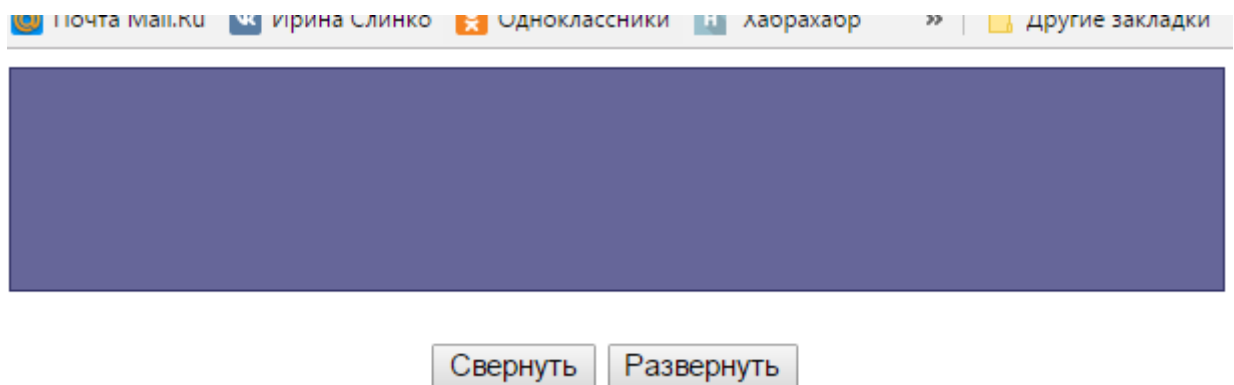 Почта Mail.Ru Ирина Слинко Одноклассники Хабрахабр » Другие закладки
Свернуть Развернуть